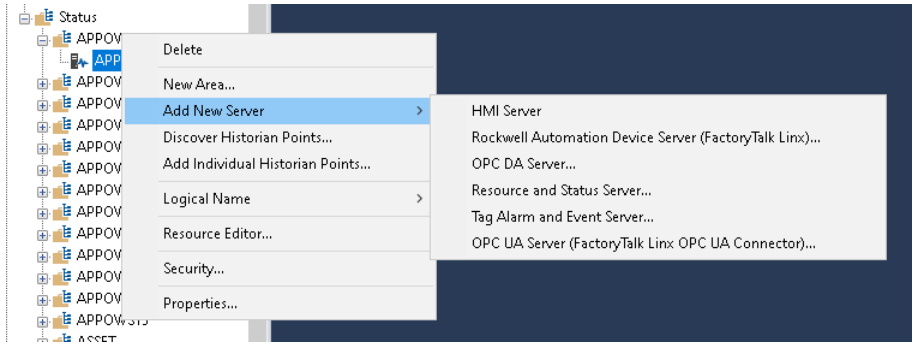 Status
APPOV
APP
APPOV
APPOV
APPOV
APPOV
APPOV
APPOV
APPOV
APPOV
APPOV
APPOV
APPOWSTS
ASSET
Delete
New Area...
Add New Server
Discover Historian Points...
Add Individual Historian Points...
Logical Name
Resource Editor...
Security...
Properties...
HMI Server
Rockwell Automation Device Server (FactoryTalk Linx)...
OPC DA Server...
Resource and Status Server...
Tag Alarm and Event Server...
OPC UA Server (FactoryTalk Linx OPC UA Connector)...